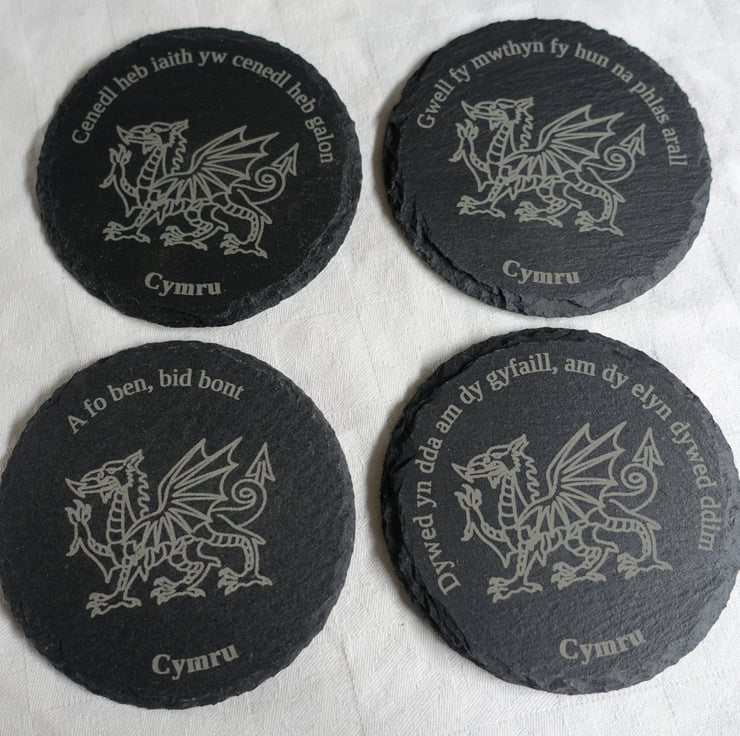 Cenedl heb iaith yw cenedl heb galon
Cymru
Gwell fy mwthyn fy hun na phlas arall
Cymru
A fo ben, bid bont
Cymru
Dywed yn dda am dy gyfaill, am dy elyn dywed ddim
Cymru